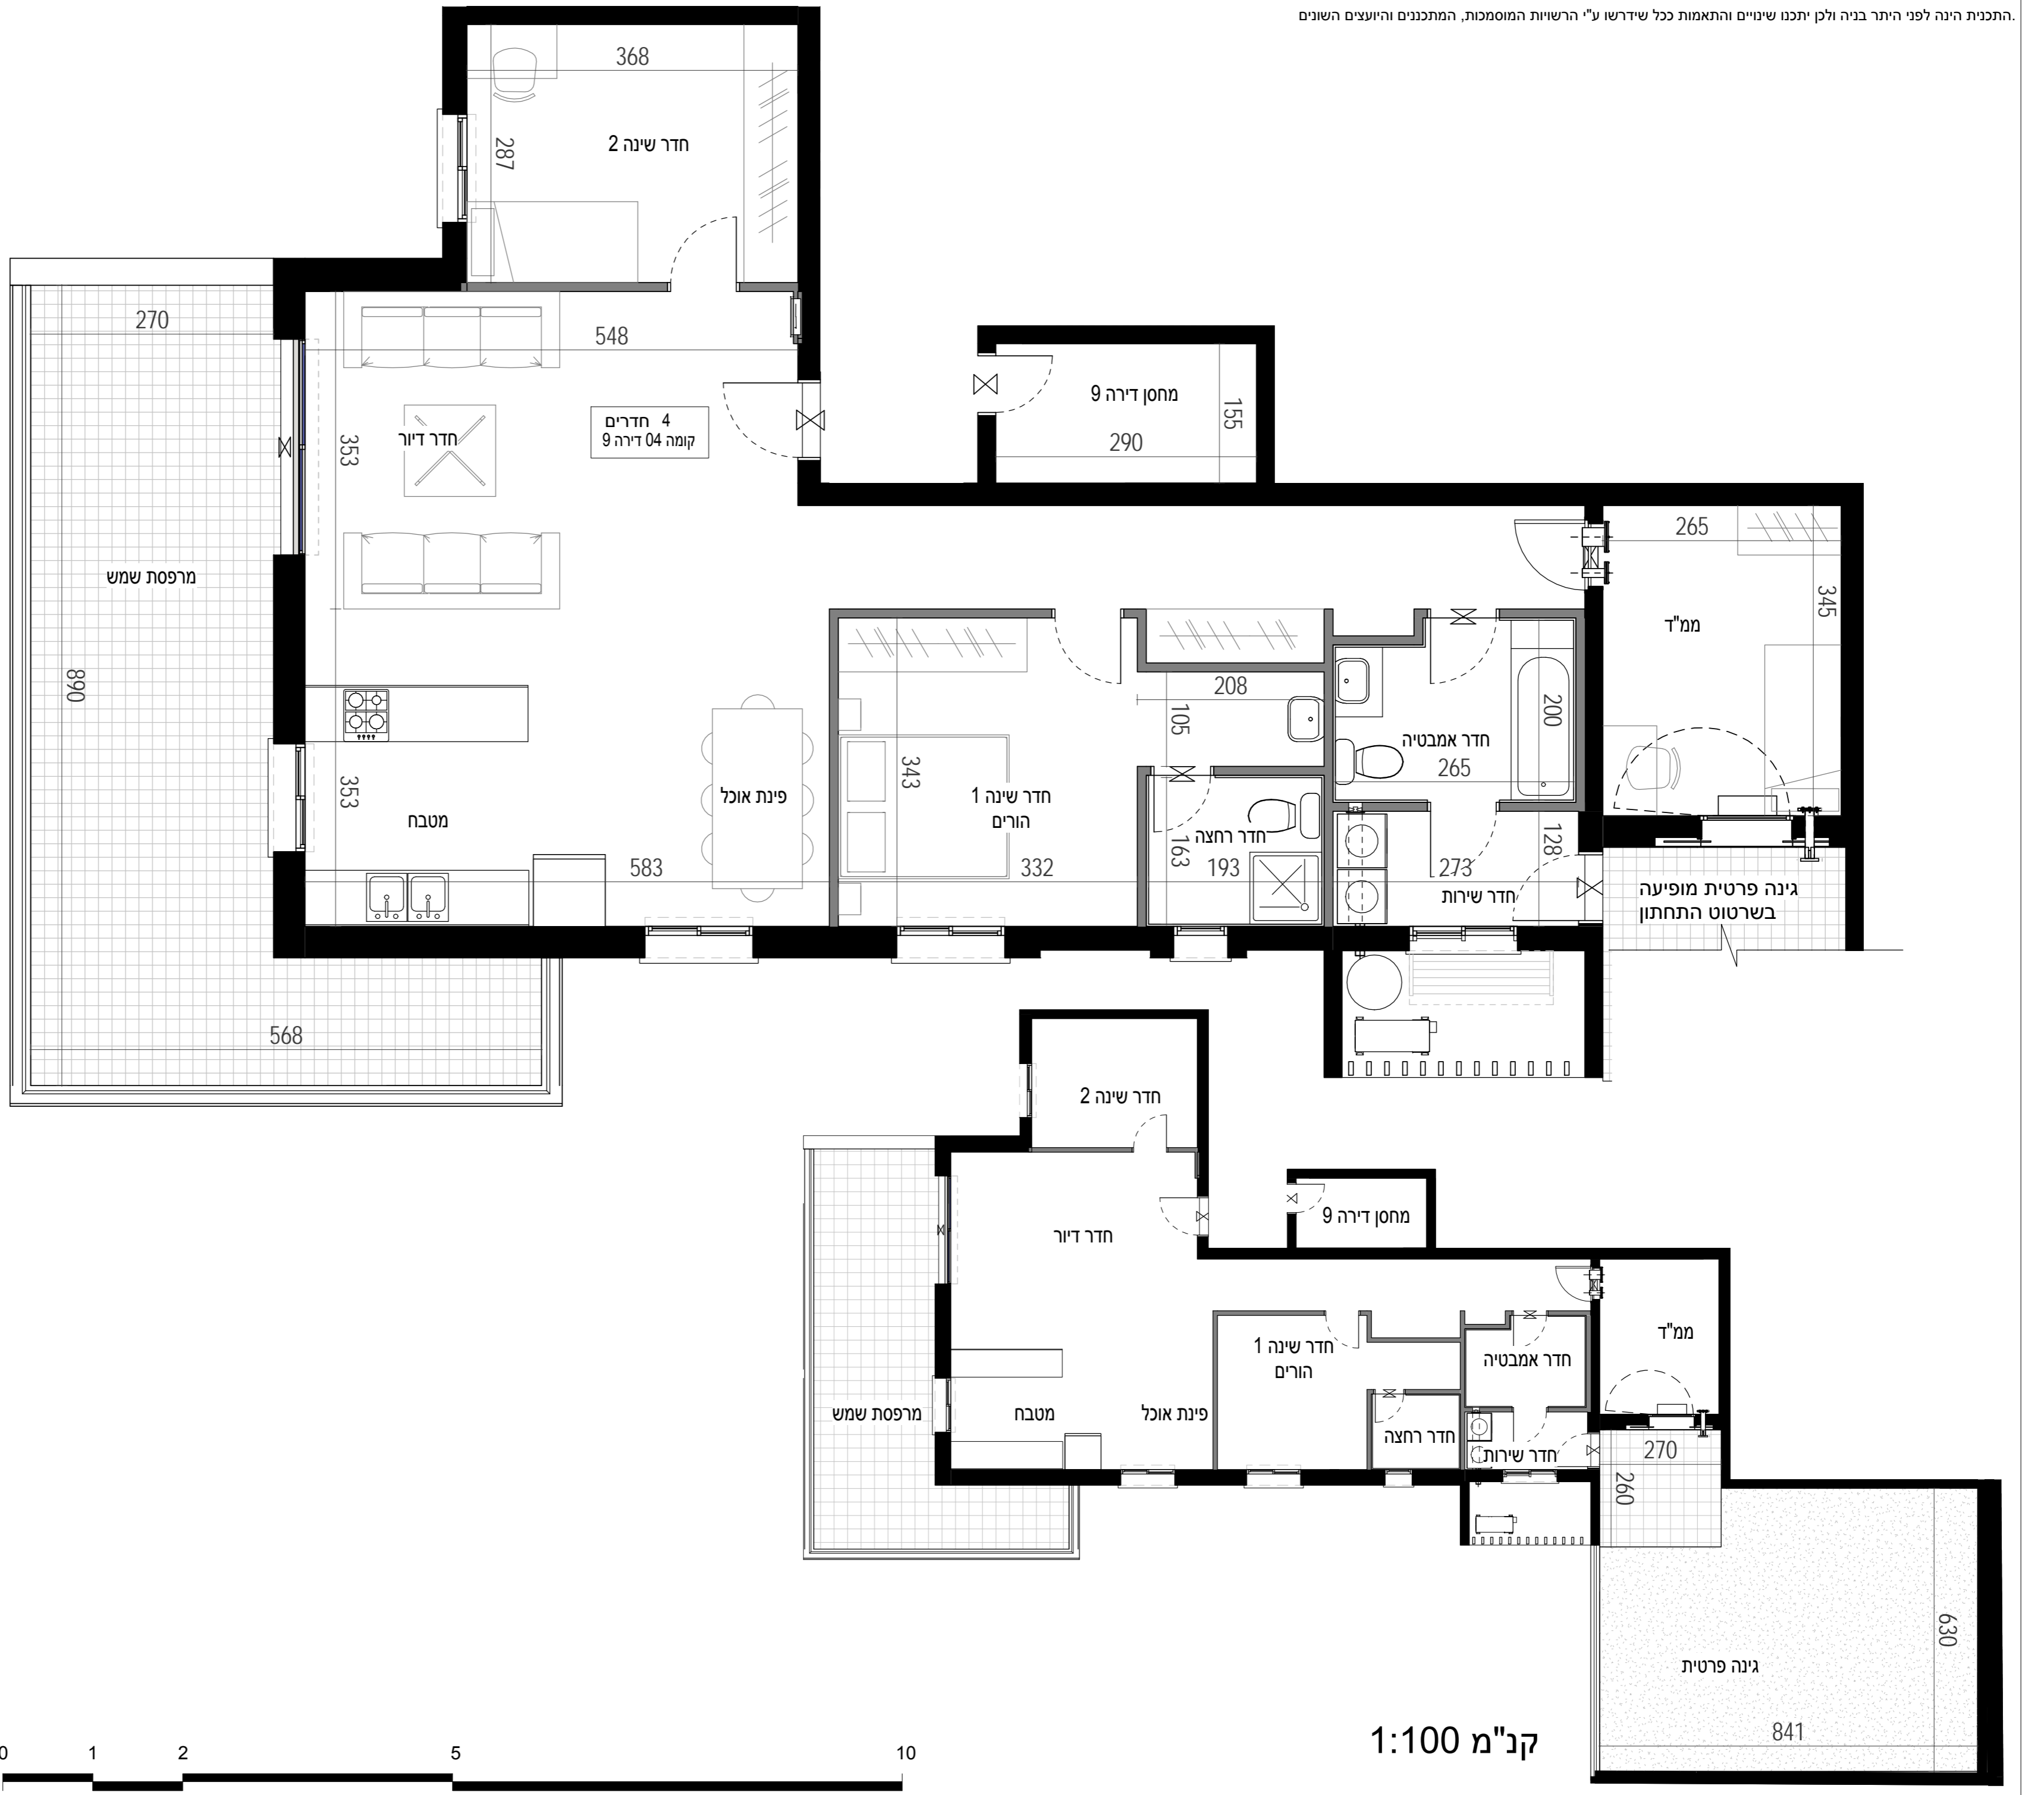 התכנית הינה לפני היתר בניה ולכן יתכנו שינויים והתאמות ככל שידרשו ע"י הרשויות המוסמכות, המתכננים והיועצים השונים.
368
287
חדר שינה 2
270
548
353
חדר דיור
4 חדרים
קומה 04 דירה 9
מחסן דירה 9
155
290
265
345
ממ"ד
מרפסת שמש
890
208
105
200
חדר אמבטיה
265
343
חדר שינה 1
הורים
פינת אוכל
353
מטבח
חדר רחצה
163
193
128
273
חדר שירות
583
332
גינה פרטית מופיעה
בשרטוט התחתון
568
חדר שינה 2
חדר דיור
מחסן דירה 9
ממ"ד
חדר שינה 1
הורים
חדר אמבטיה
מרפסת שמש
מטבח
פינת אוכל
חדר רחצה
חדר שירות
270
260
630
גינה פרטית
841
קנ"מ 1:100
0 1 2 5 10